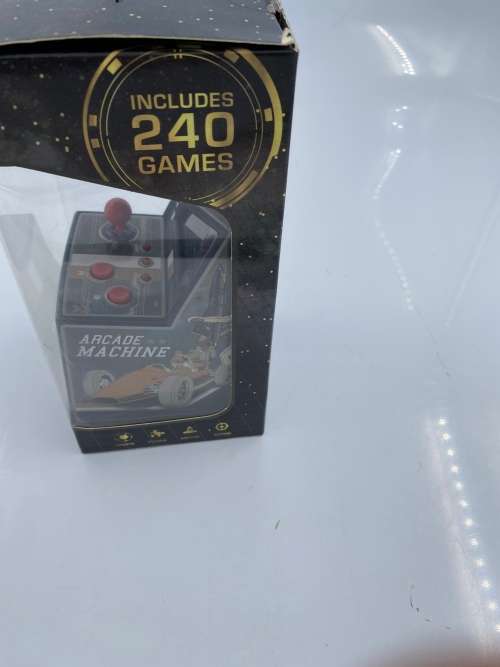 INCLUDES
240
GAMES
ARCADE
MACHINE